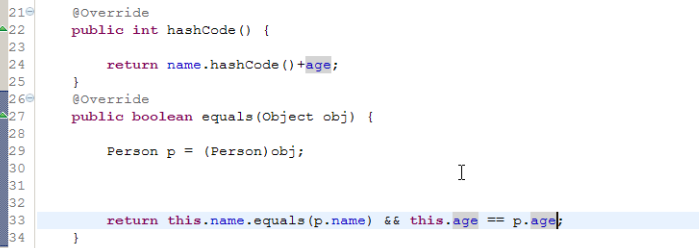 21 @Override
22 public int hashCode() {
23
24 return name.hashCode()+age;
25 }
26 @Override
27 public boolean equals(Object obj) {
28
29 Person p = (Person)obj;
30
31
32
33 return this.name.equals(p.name) && this.age == p.age;
34 }